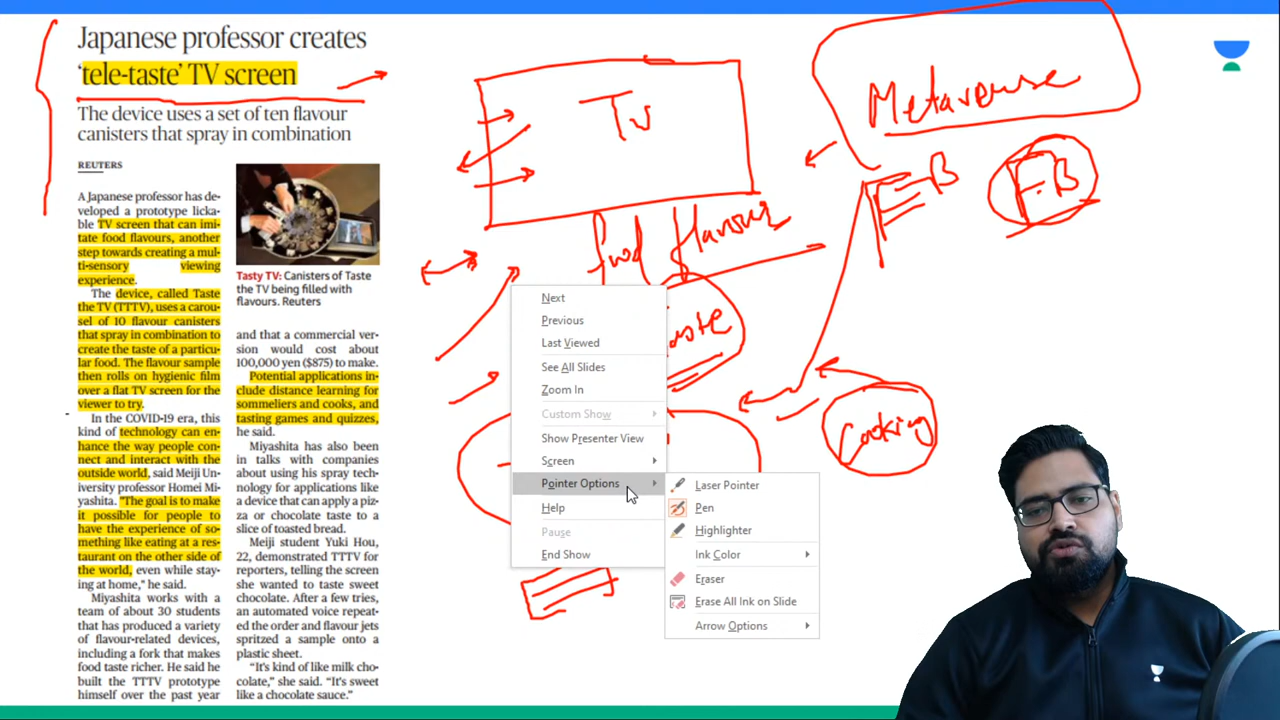 Japanese professor creates
'tele-taste' TV screen
The device uses a set of ten flavour
canisters that spray in combination
REUTERS
A Japanese professor has de-
veloped a prototype licka-
ble TV screen that can imi-
tate food flavours, another
step towards creating a mul-
ti-sensory viewing
experience.
The device, called Taste
the TV (TTTV), uses a carou-
sel of 10 flavour canisters
that spray in combination to
create the taste of a particu-
lar food. The flavour sample
then rolls on hygienic film
over a flat TV screen for the
viewer to try.
In the COVID-19 era, this
kind of technology can en-
hance the way people con-
nect and interact with the
outside world, said Meiji Un-
iversity professor Homei Mi-
yashita. "The goal is to make
it possible for people to
have the experience of so-
mething like eating at a res-
taurant on the other side of
the world, even while stay-
ing at home," he said.
Miyashita works with a
team of about 30 students
that has produced a variety
of flavour-related devices,
including a fork that makes
food taste richer. He said he
built the TTTV prototype
himself over the past year
Tasty TV: Canisters of Taste
the TV being filled with
flavours. Reuters
and that a commercial ver-
sion would cost about
100,000 yen ($875) to make.
Potential applications in-
clude distance learning for
sommeliers and cooks, and
tasting games and quizzes,
he said.
Miyashita has also been
in talks with companies
about using his spray tech-
nology for applications like
a device that can apply a piz-
za or chocolate taste to a
slice of toasted bread.
Meiji student Yuki Hou,
22, demonstrated TTTV for
reporters, telling the screen
she wanted to taste sweet
chocolate. After a few tries,
an automated voice repeat-
ed the order and flavour jets
spritzed a sample onto a
plastic sheet.
"It's kind of like milk cho-
colate," she said. "It's sweet
like a chocolate sauce."
TV
food flavour
Metaverse
B
F.B
Cooking
Next
Previous
Last Viewed
See All Slides
Zoom In
Custom Show
Show Presenter View
Screen
Pointer Options
Help
Pause
End Show
Laser Pointer
Pen
Highlighter
Ink Color
Eraser
Erase All Ink on Slide
Arrow Options